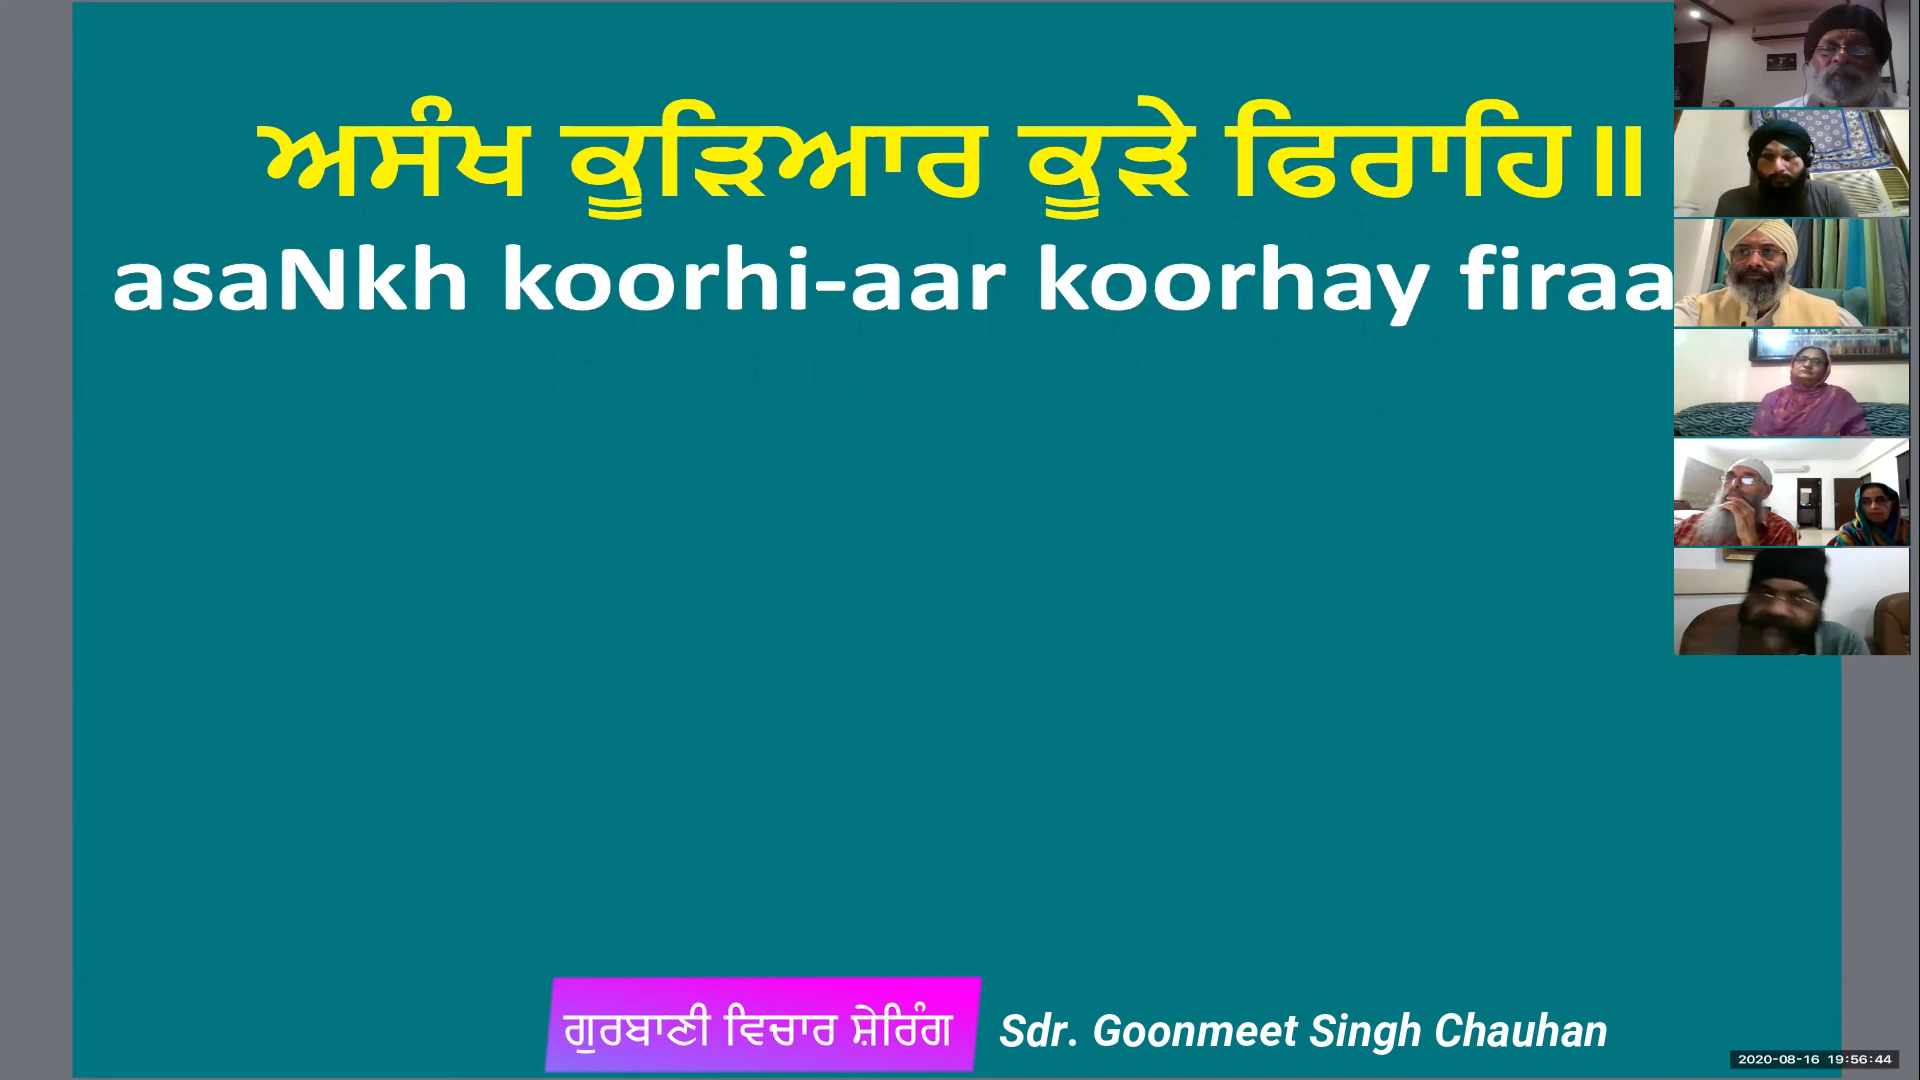 ਅਸੰਖ ਕੂੜਿਆਰ ਕੂੜੇ ਫਿਰਾਹਿ॥
asaNkh koorhi-aar koorhay firaa
ਗੁਰਬਾਣੀ ਵਿਚਾਰ ਸ਼ੇਰਿੰਗ
Sdr. Goonmeet Singh Chauhan
2020-08-16 19:56:44